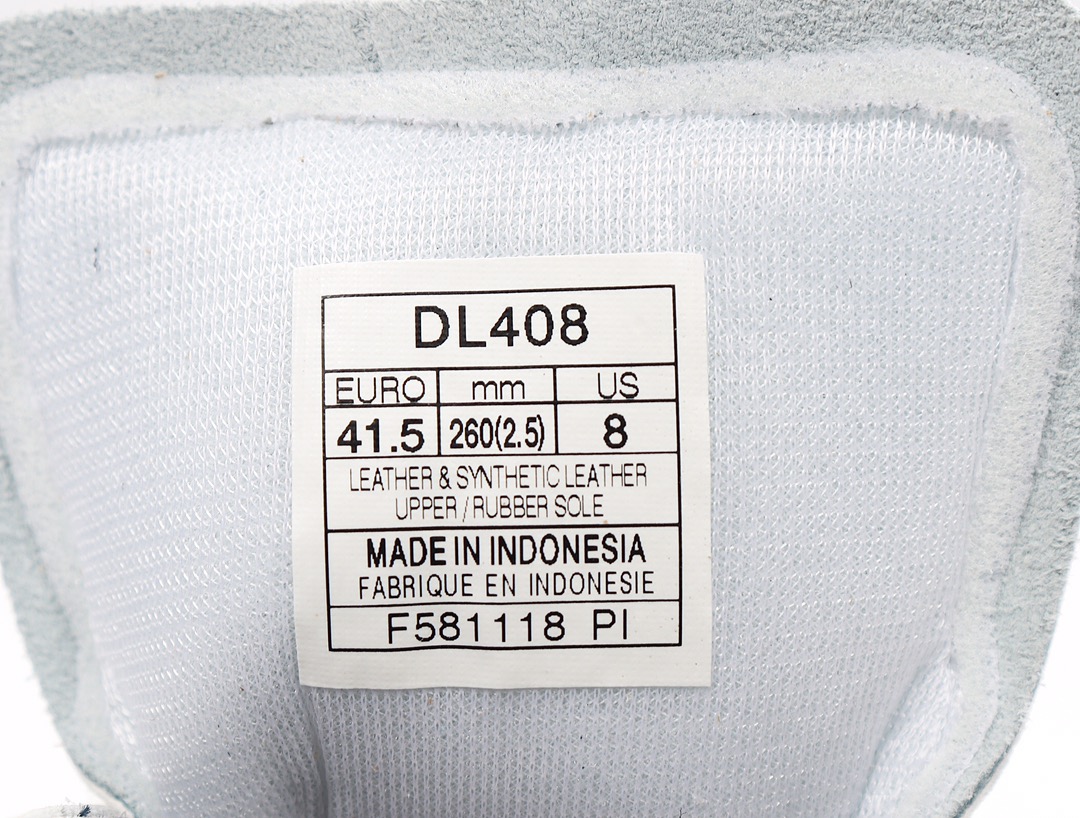 DL408
EURO mm US
41.5 260(2.5) 8
LEATHER & SYNTHETIC LEATHER
UPPER / RUBBER SOLE
MADE IN INDONESIA
FABRIQUE EN INDONESIE
F581118 PI